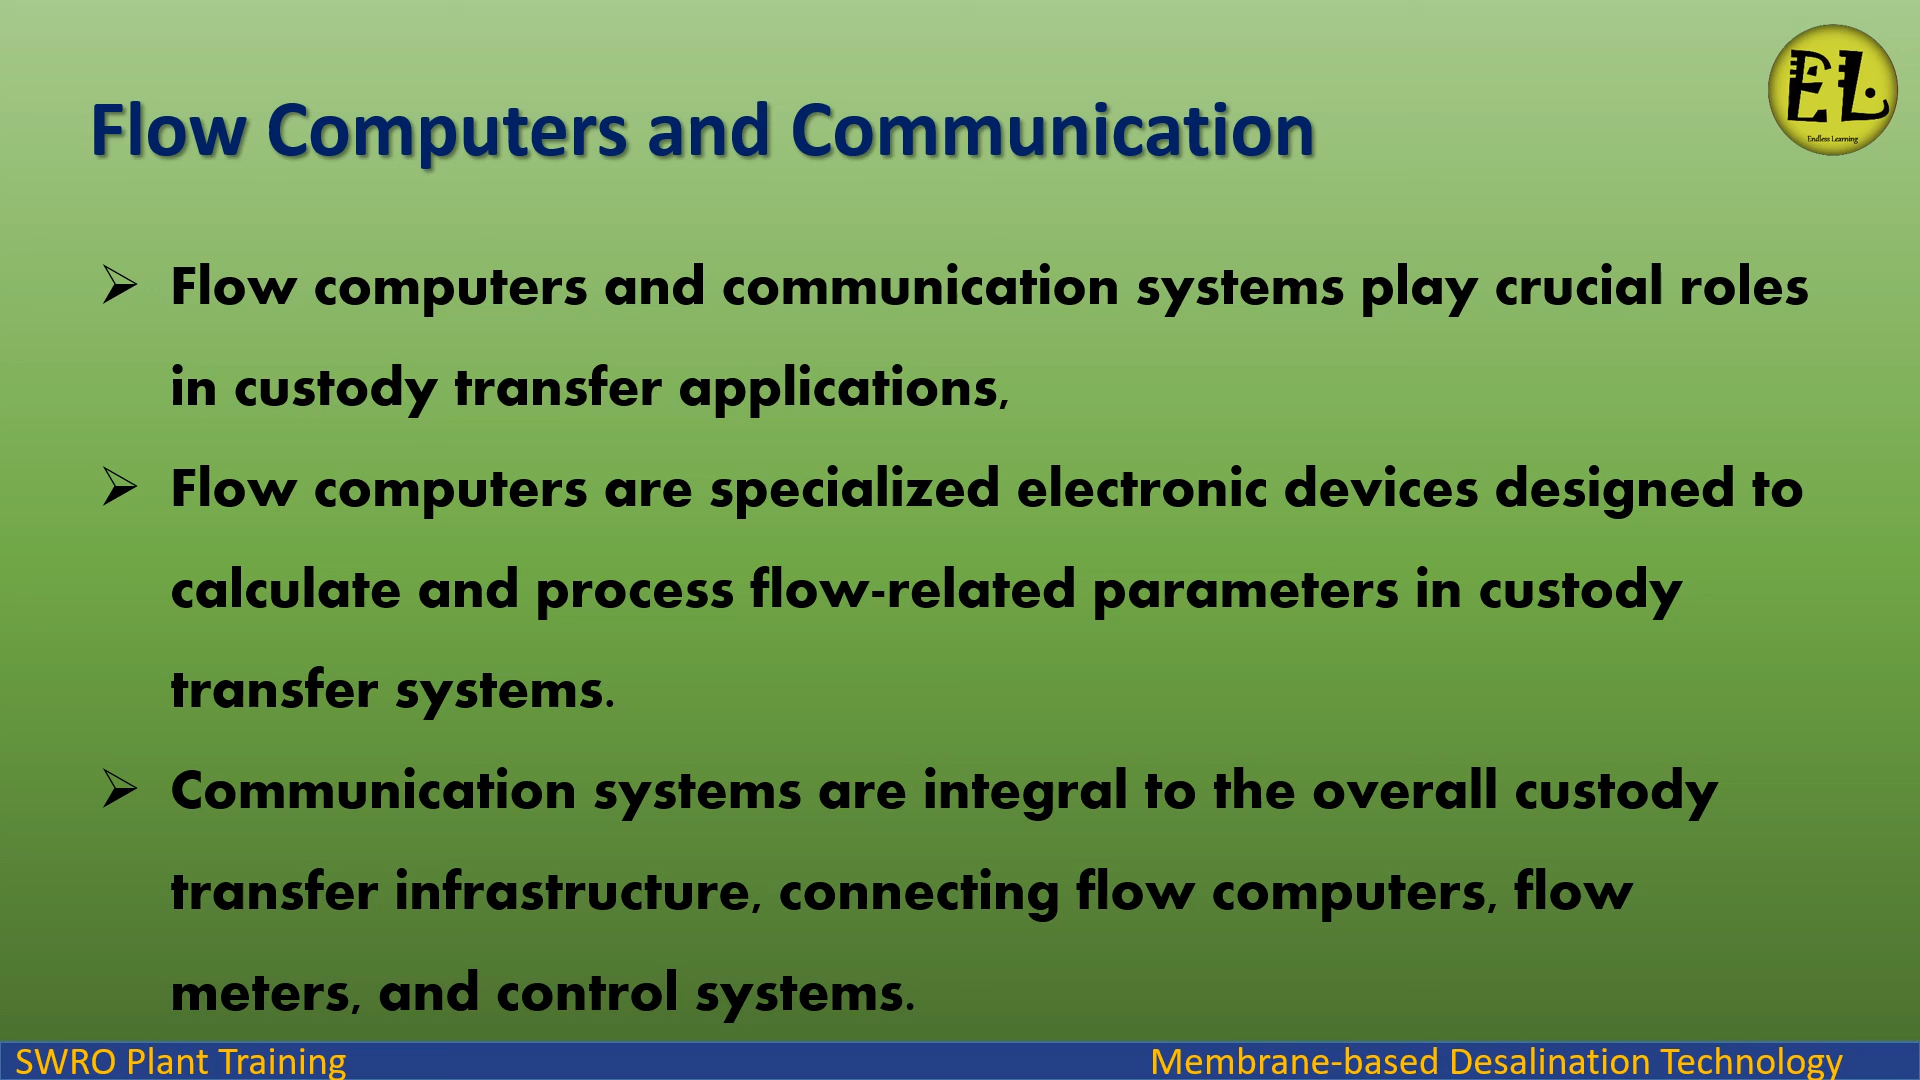 EL
Endless Learning
Flow Computers and Communication
➢ Flow computers and communication systems play crucial roles
in custody transfer applications,
➢ Flow computers are specialized electronic devices designed to
calculate and process flow-related parameters in custody
transfer systems.
➢ Communication systems are integral to the overall custody
transfer infrastructure, connecting flow computers, flow
meters, and control systems.
SWRO Plant Training
Membrane-based Desalination Technology